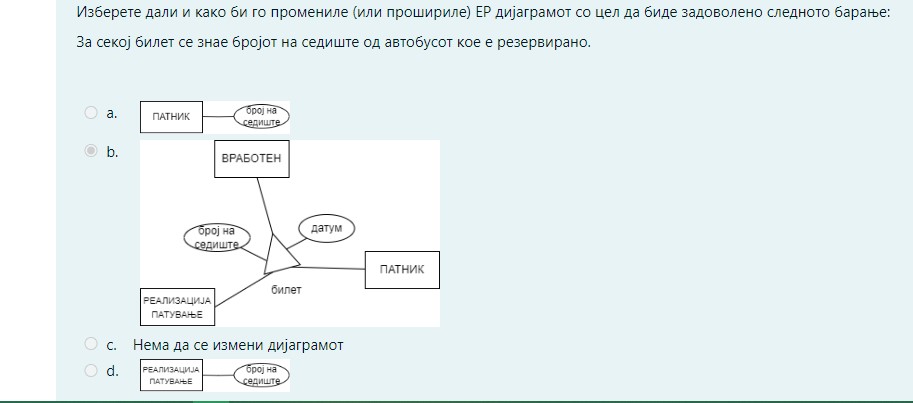 Изберете дали и како би го промениле (или прошириле) ЕР дијаграмот со цел да биде задоволено следното барање:
За секој билет се знае бројот на седиште од автобусот кое е резервирано.
a.
ПАТНИК
број на
седиште
b.
ВРАБОТЕН
број на
седиште
датум
ПАТНИК
билет
РЕАЛИЗАЦИЈА
ПАТУВАЊЕ
c. Нема да се измени дијаграмот
d.
РЕАЛИЗАЦИЈА
ПАТУВАЊЕ
број на
седиште